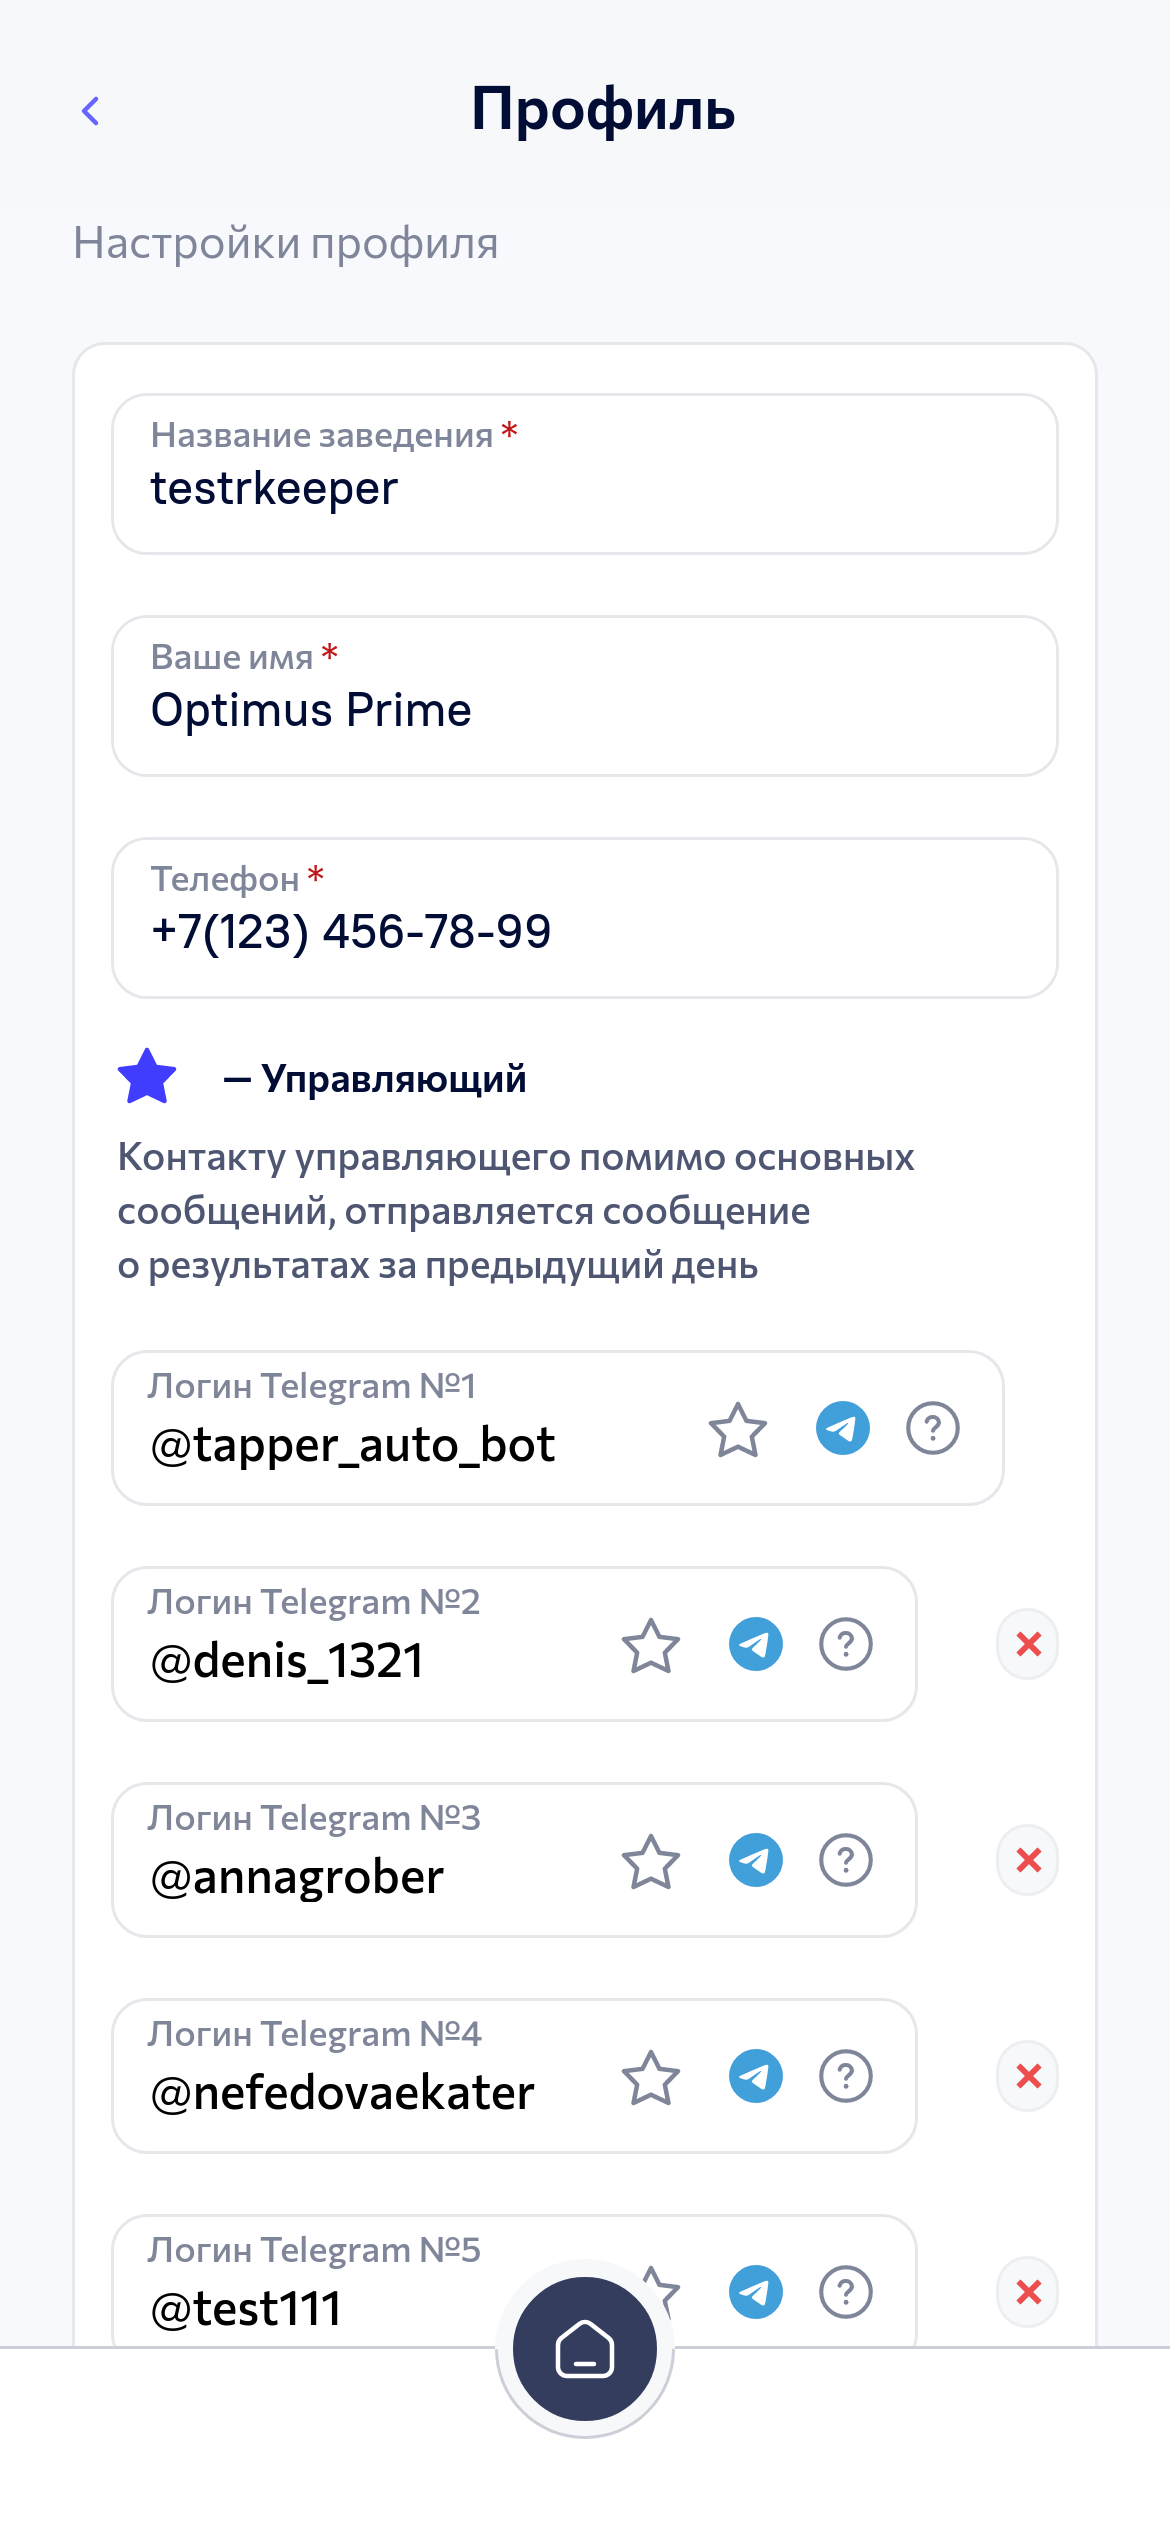 Профиль
Настройки профиля
Название заведения *
testrkeeper
Ваше имя *
Optimus Prime
Телефон *
+7(123) 456-78-99
— Управляющий
Контакту управляющего помимо основных
сообщений, отправляется сообщение
о результатах за предыдущий день
Логин Telegram №1
@tapper_auto_bot
Логин Telegram №2
@denis_1321
Логин Telegram №3
@annagrober
Логин Telegram №4
@nefedovaekater
Логин Telegram №5
@test111